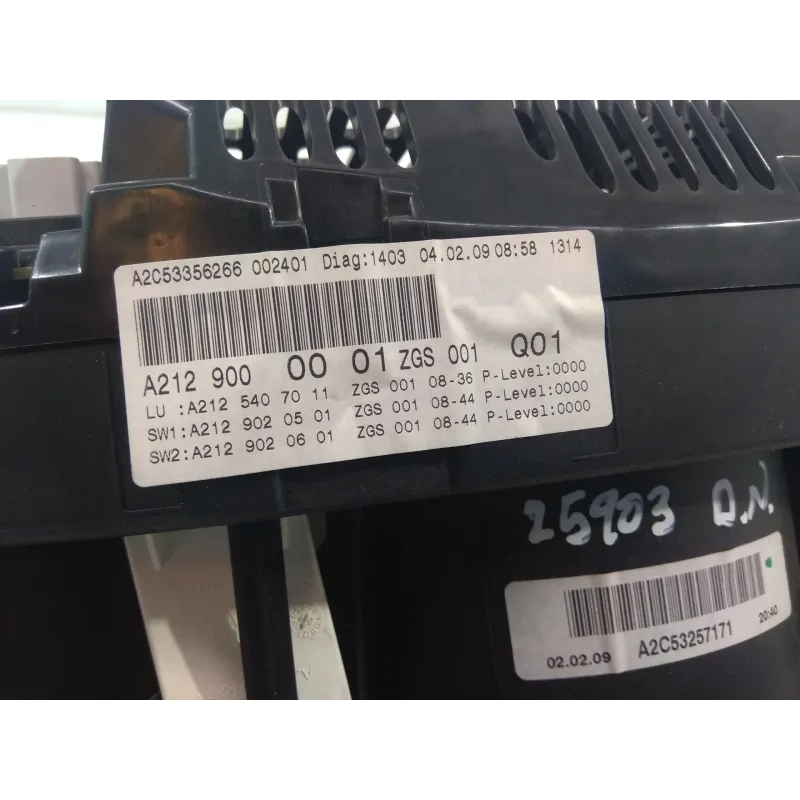 A2C53356266 002401 Diag:1403 04.02.09 08:58 1314
A212 900 00 01 ZGS 001 Q01
LU :A212 540 70 11 ZGS 001 08-36 P-Level:0000
SW1:A212 902 05 01 ZGS 001 08-44 P-Level:0000
SW2:A212 902 06 01 ZGS 001 08-44 P-Level:0000
25903 D.N.
02.02.09 A2C53257171 20:40